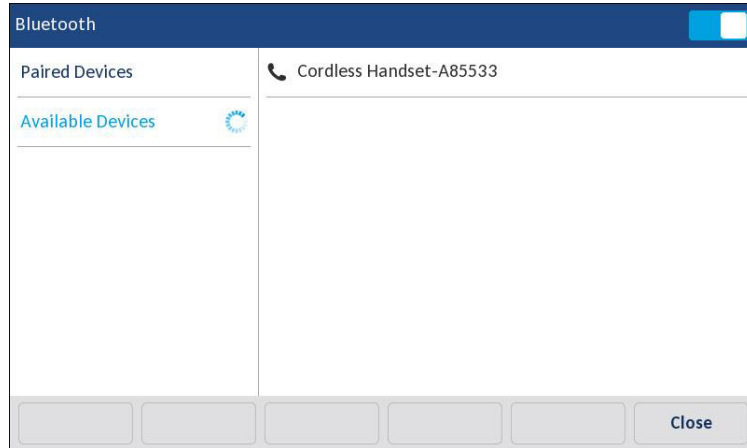 Bluetooth
Paired Devices
Available Devices
Cordless Handset-A85533
Close